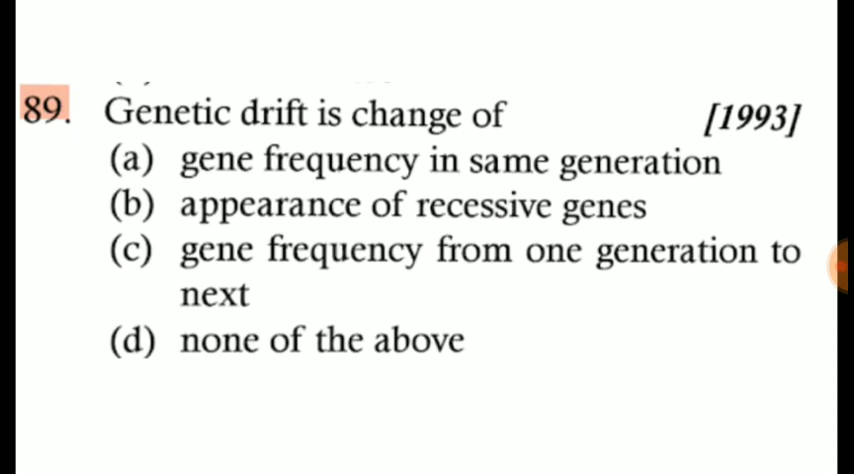 89. Genetic drift is change of [1993]
(a) gene frequency in same generation
(b) appearance of recessive genes
(c) gene frequency from one generation to
next
(d) none of the above